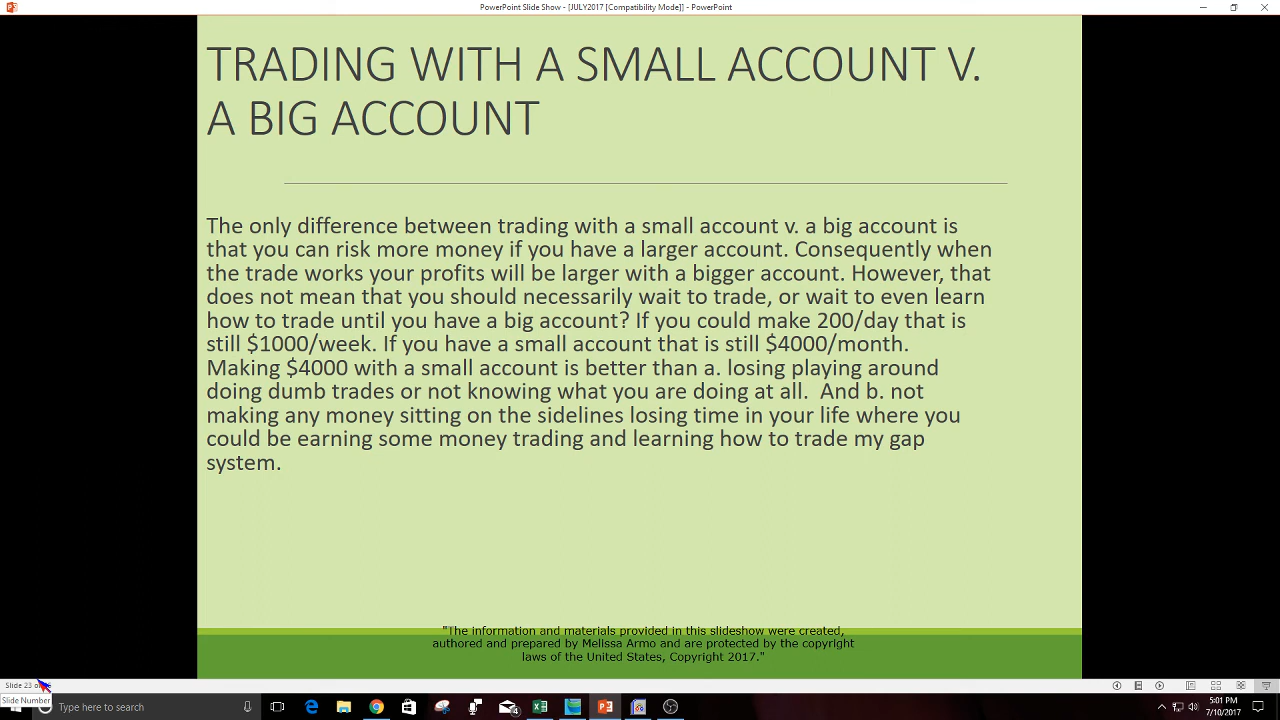 PowerPoint Slide Show - [JULY2017 [Compatibility Mode]] - PowerPoint
TRADING WITH A SMALL ACCOUNT V.
A BIG ACCOUNT
The only difference between trading with a small account v. a big account is
that you can risk more money if you have a larger account. Consequently when
the trade works your profits will be larger with a bigger account. However, that
does not mean that you should necessarily wait to trade, or wait to even learn
how to trade until you have a big account? If you could make 200/day that is
still $1000/week. If you have a small account that is still $4000/month.
Making $4000 with a small account is better than a. losing playing around
doing dumb trades or not knowing what you are doing at all.  And b. not
making any money sitting on the sidelines losing time in your life where you
could be earning some money trading and learning how to trade my gap
system.
"The information and materials provided in this slideshow were created,
authored and prepared by Melissa Armo and are protected by the copyright
laws of the United States, Copyright 2017."
Slide 23
Slide Number
Type here to search
4
5:01 PM
7/10/2017